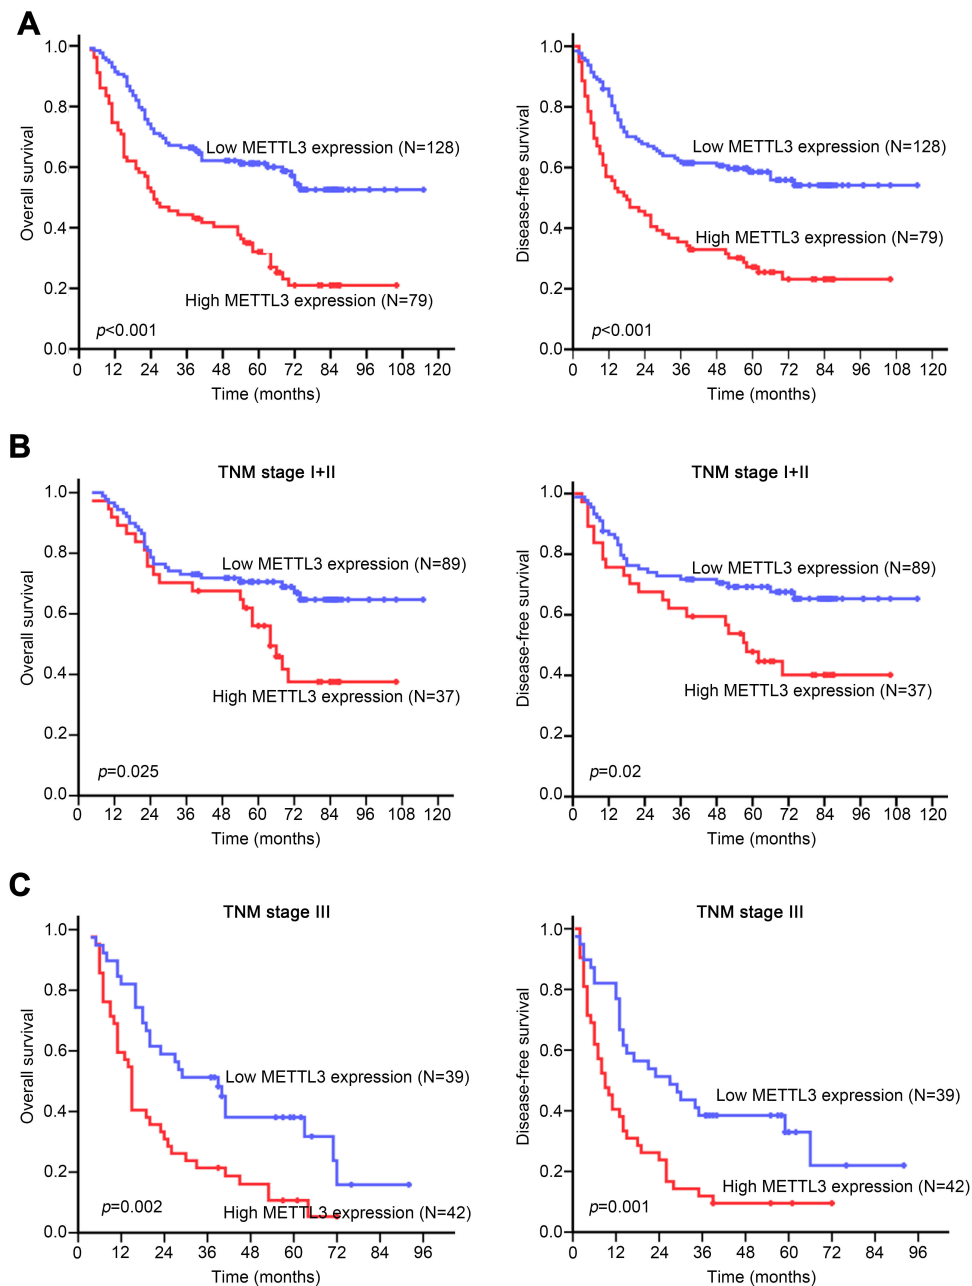 A
Overall survival
1.0
0.8
0.6
0.4
0.2
0.0
Low METTL3 expression (N=128)
High METTL3 expression (N=79)
p<0.001
0 12 24 36 48 60 72 84 96 108 120
Time (months)
Disease-free survival
1.0
0.8
0.6
0.4
0.2
0.0
Low METTL3 expression (N=128)
High METTL3 expression (N=79)
p<0.001
0 12 24 36 48 60 72 84 96 108 120
Time (months)
B
TNM stage I+II
Overall survival
1.0
0.8
0.6
0.4
0.2
0.0
Low METTL3 expression (N=89)
High METTL3 expression (N=37)
p=0.025
0 12 24 36 48 60 72 84 96 108 120
Time (months)
TNM stage I+II
Disease-free survival
1.0
0.8
0.6
0.4
0.2
0.0
Low METTL3 expression (N=89)
High METTL3 expression (N=37)
p=0.02
0 12 24 36 48 60 72 84 96 108 120
Time (months)
C
TNM stage III
Overall survival
1.0
0.8
0.6
0.4
0.2
0.0
Low METTL3 expression (N=39)
p=0.002
High METTL3 expression (N=42)
0 12 24 36 48 60 72 84 96
Time (months)
TNM stage III
Disease-free survival
1.0
0.8
0.6
0.4
0.2
0.0
Low METTL3 expression (N=39)
High METTL3 expression (N=42)
p=0.001
0 12 24 36 48 60 72 84 96
Time (months)